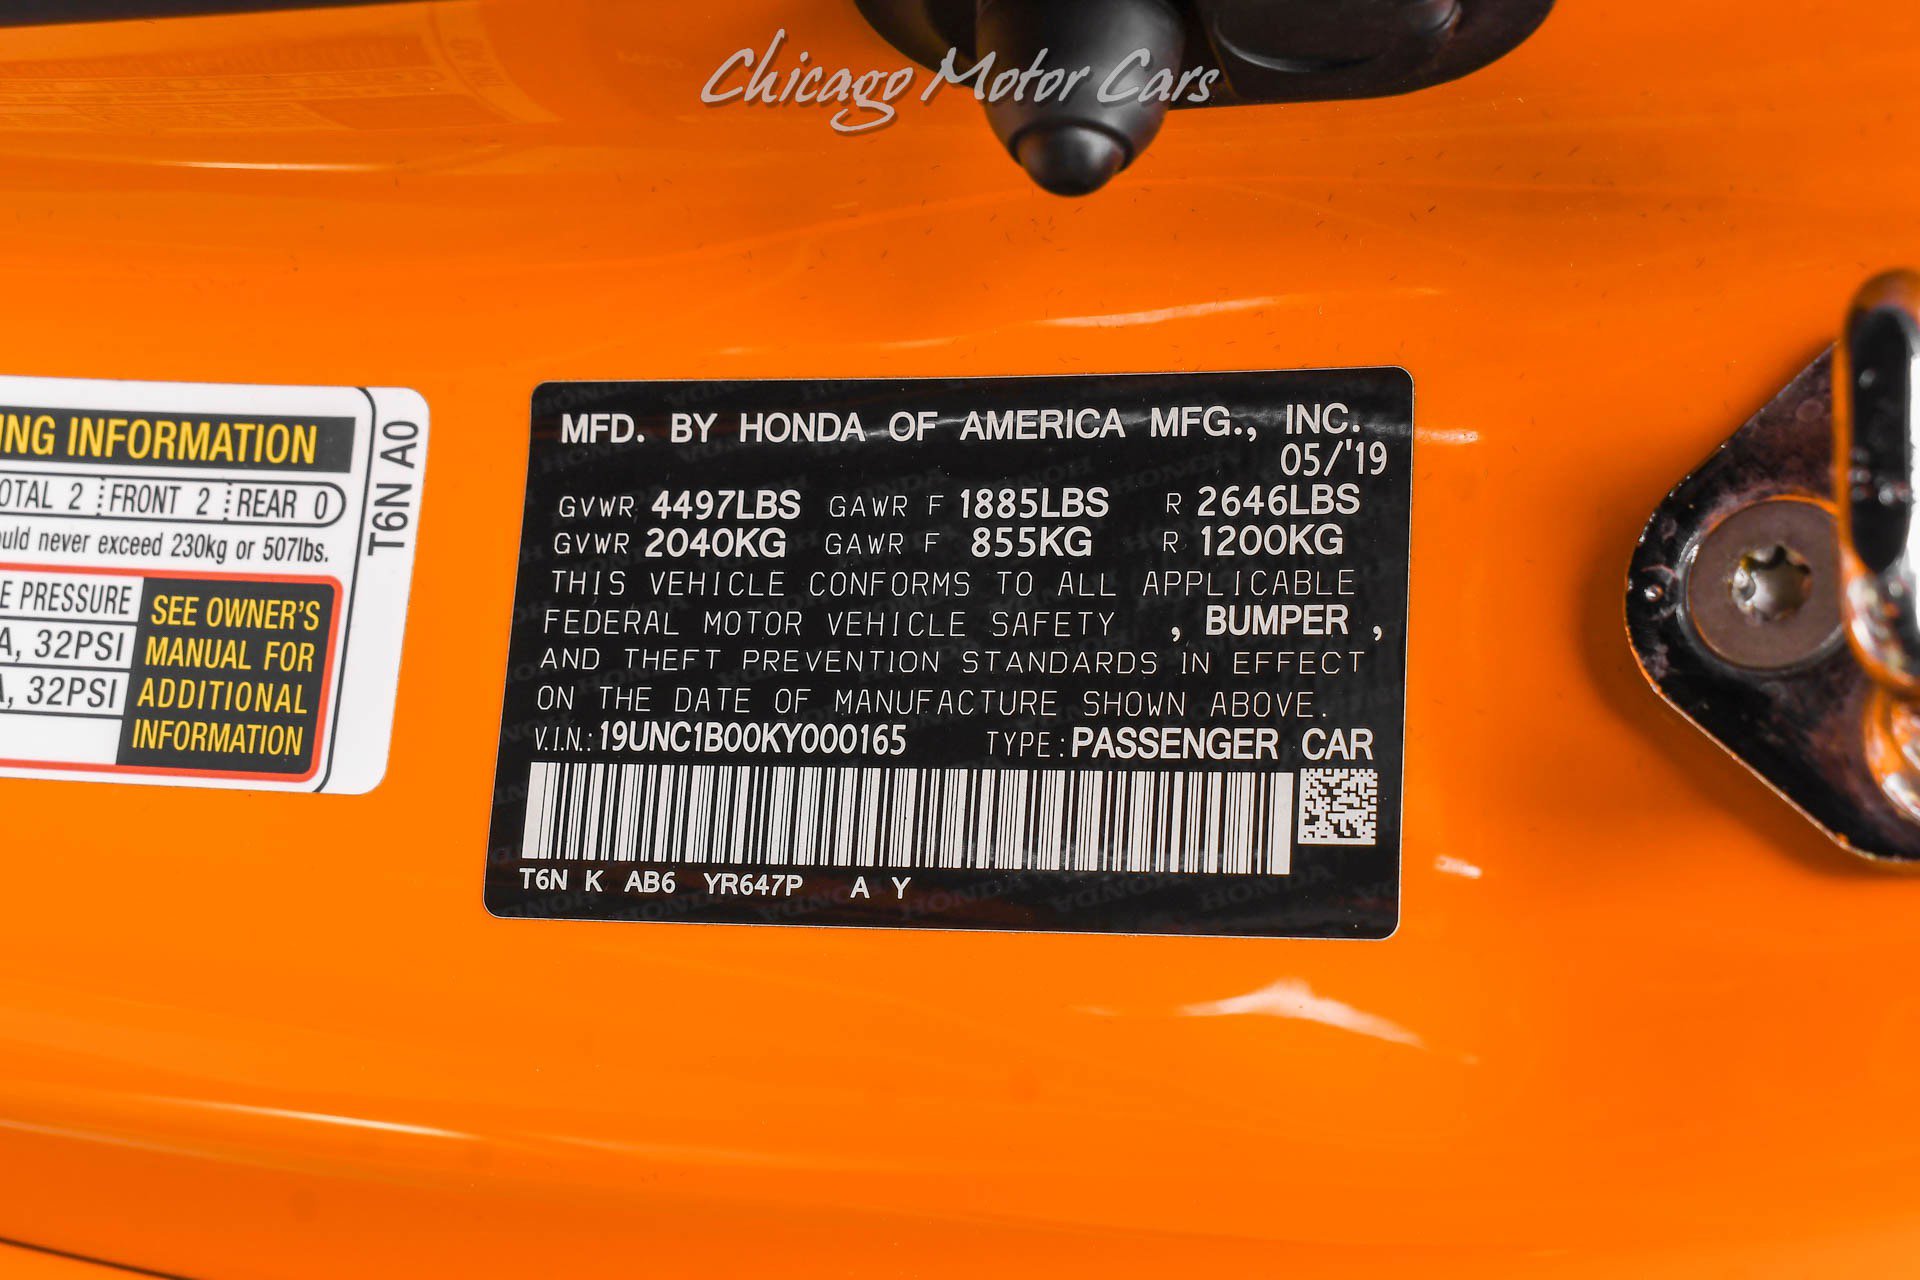 Chicago Motor Cars
ING INFORMATION
OTAL 2 FRONT 2 REAR 0
uld never exceed 230kg or 507lbs.
E PRESSURE
A, 32PSI
A, 32PSI
SEE OWNER'S
MANUAL FOR
ADDITIONAL
INFORMATION
T6N A0
MFD. BY HONDA OF AMERICA MFG., INC.
05/'19
GVWR 4497LBS GAWR F 1885LBS R 2646LBS
GVWR 2040KG GAWR F 855KG R 1200KG
THIS VEHICLE CONFORMS TO ALL APPLICABLE
FEDERAL MOTOR VEHICLE SAFETY , BUMPER ,
AND THEFT PREVENTION STANDARDS IN EFFECT
ON THE DATE OF MANUFACTURE SHOWN ABOVE.
V.I.N.: 19UNC1B00KY000165 TYPE: PASSENGER CAR
T6N K AB6 YR647P A Y